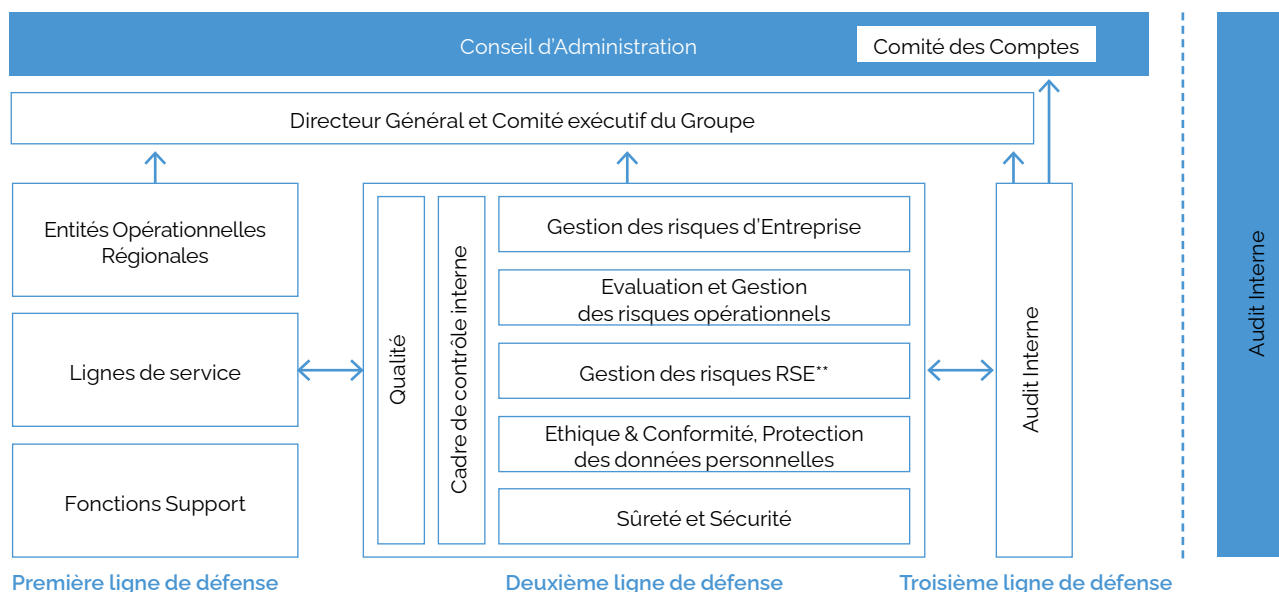 Conseil d’Administration
Comité des Comptes
Directeur Général et Comité exécutif du Groupe
Entités Opérationnelles
Régionales
Lignes de service
Fonctions Support
Qualité
Cadre de contrôle interne
Gestion des risques d’Entreprise
Evaluation et Gestion
des risques opérationnels
Gestion des risques RSE**
Ethique & Conformité, Protection
des données personnelles
Sûreté et Sécurité
Audit Interne
Audit Interne
Première ligne de défense
Deuxième ligne de défense
Troisième ligne de défense